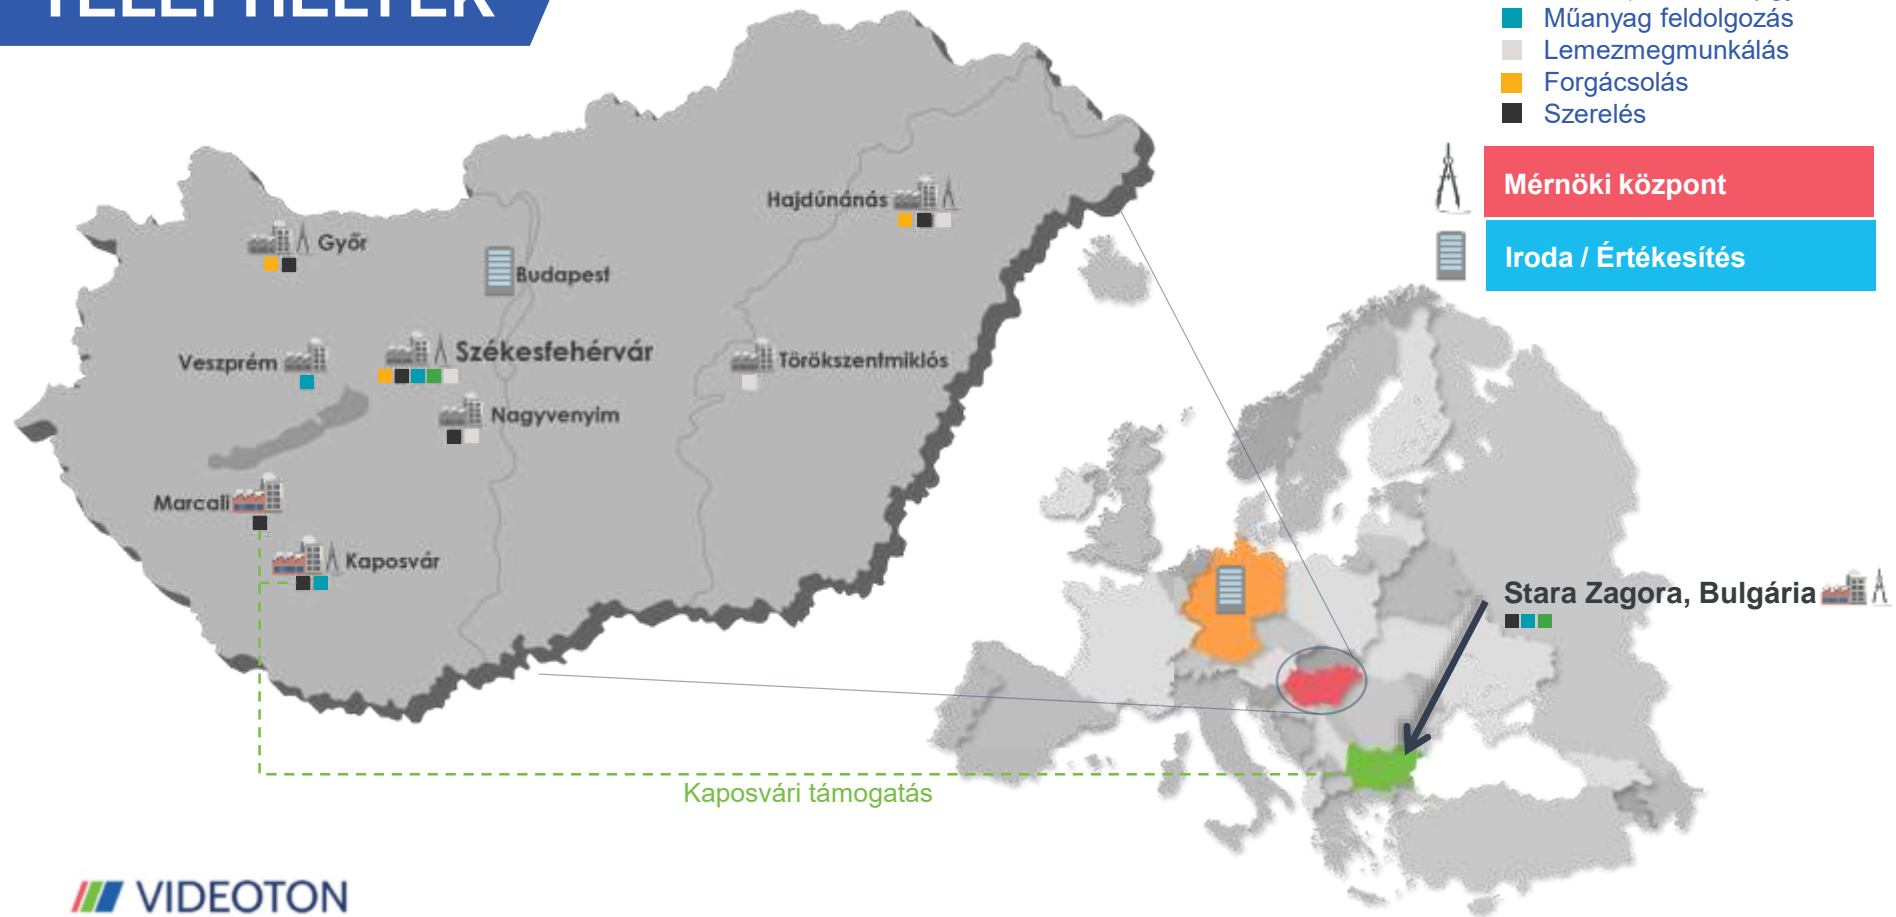 TELEPHELYEK
Műanyag feldolgozás
Lemezmegmunkálás
Forgácsolás
Szerelés
Mérnöki központ
Iroda / Értékesítés
Hajdúnánás
Győr
Budapest
Székesfehérvár
Veszprém
Törökszentmiklós
Nagyvenyim
Marcali
Kaposvár
Stara Zagora, Bulgária
Kaposvári támogatás
VIDEOTON